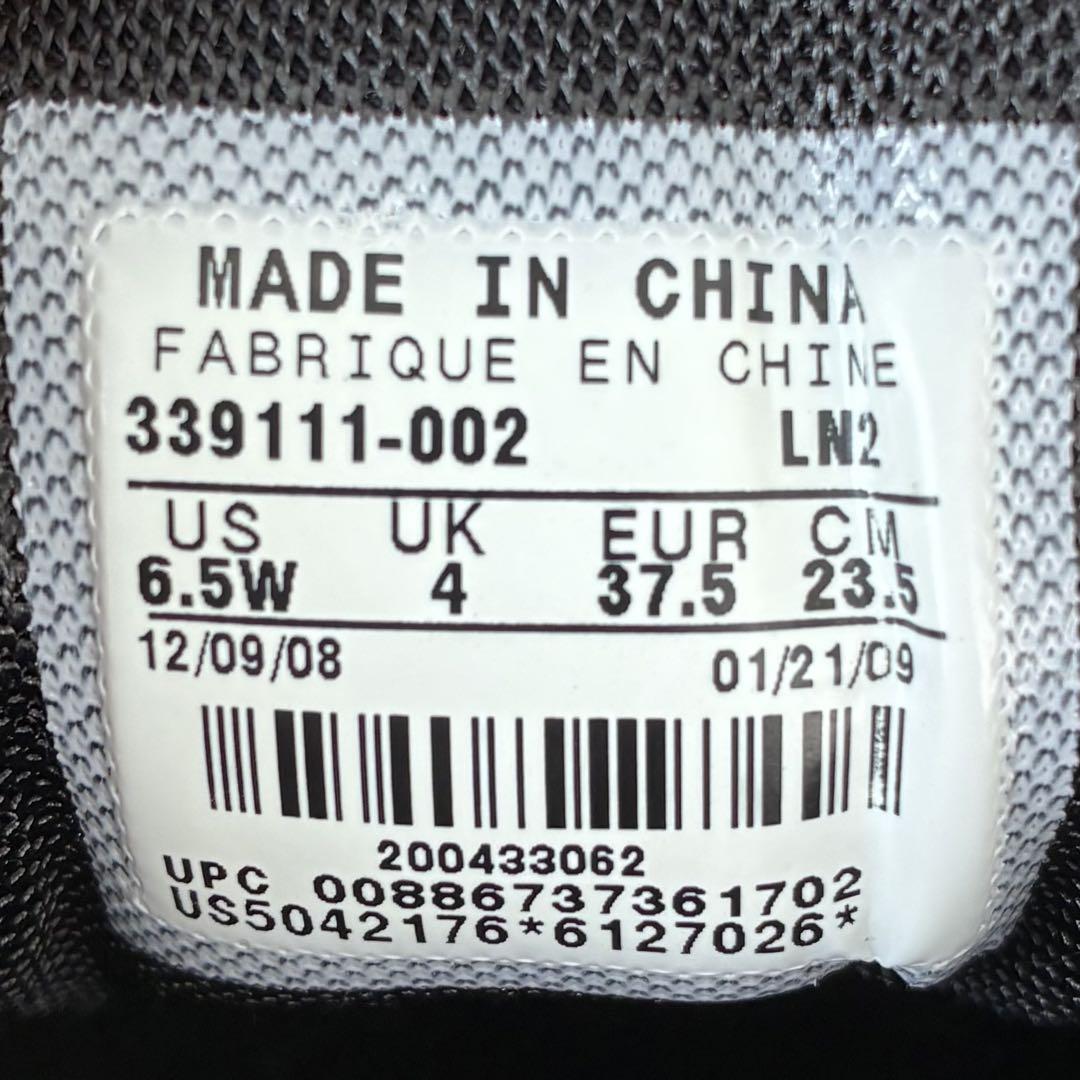 MADE IN CHINA
FABRIQUE EN CHINE
339111-002 LN2
US UK EUR CM
6.5W 4 37.5 23.5
12/09/08 01/21/09
200433062
UPC 00886737361702
US5042176*6127026*